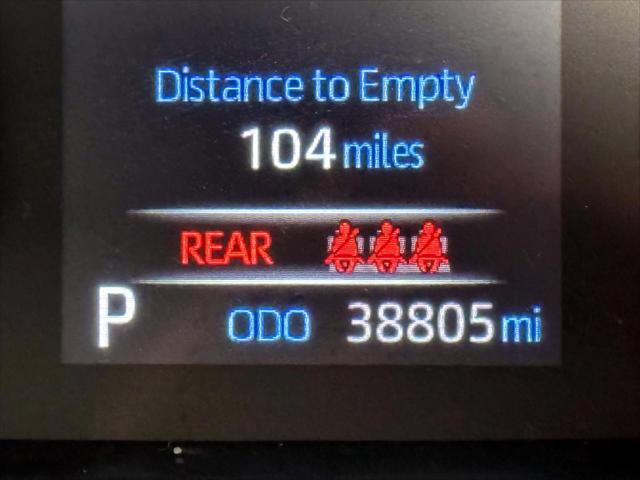 Distance to Empty
104 miles
REAR
P ODO 38805 mi